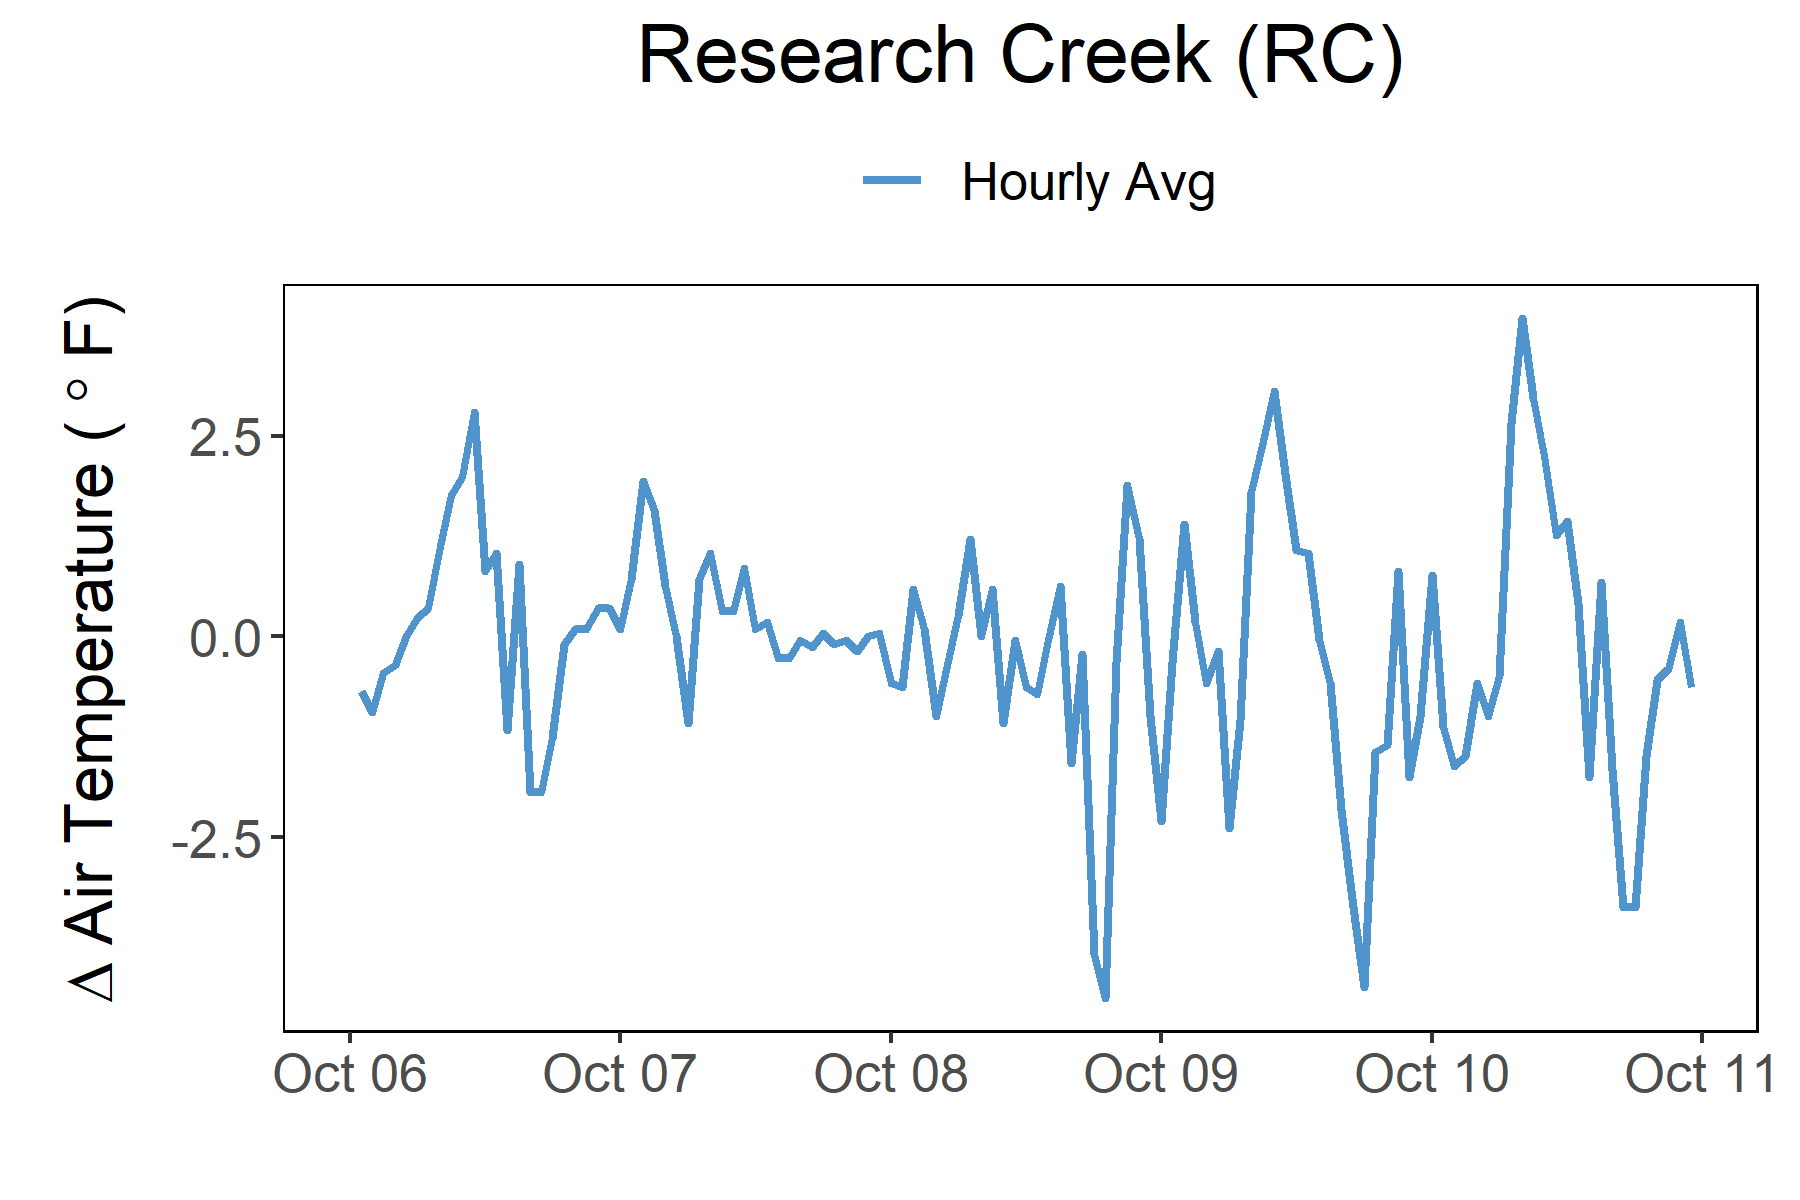 Research Creek (RC)
Hourly Avg
Δ Air Temperature ( ° F)
2.5
0.0
-2.5
Oct 06
Oct 07
Oct 08
Oct 09
Oct 10
Oct 11